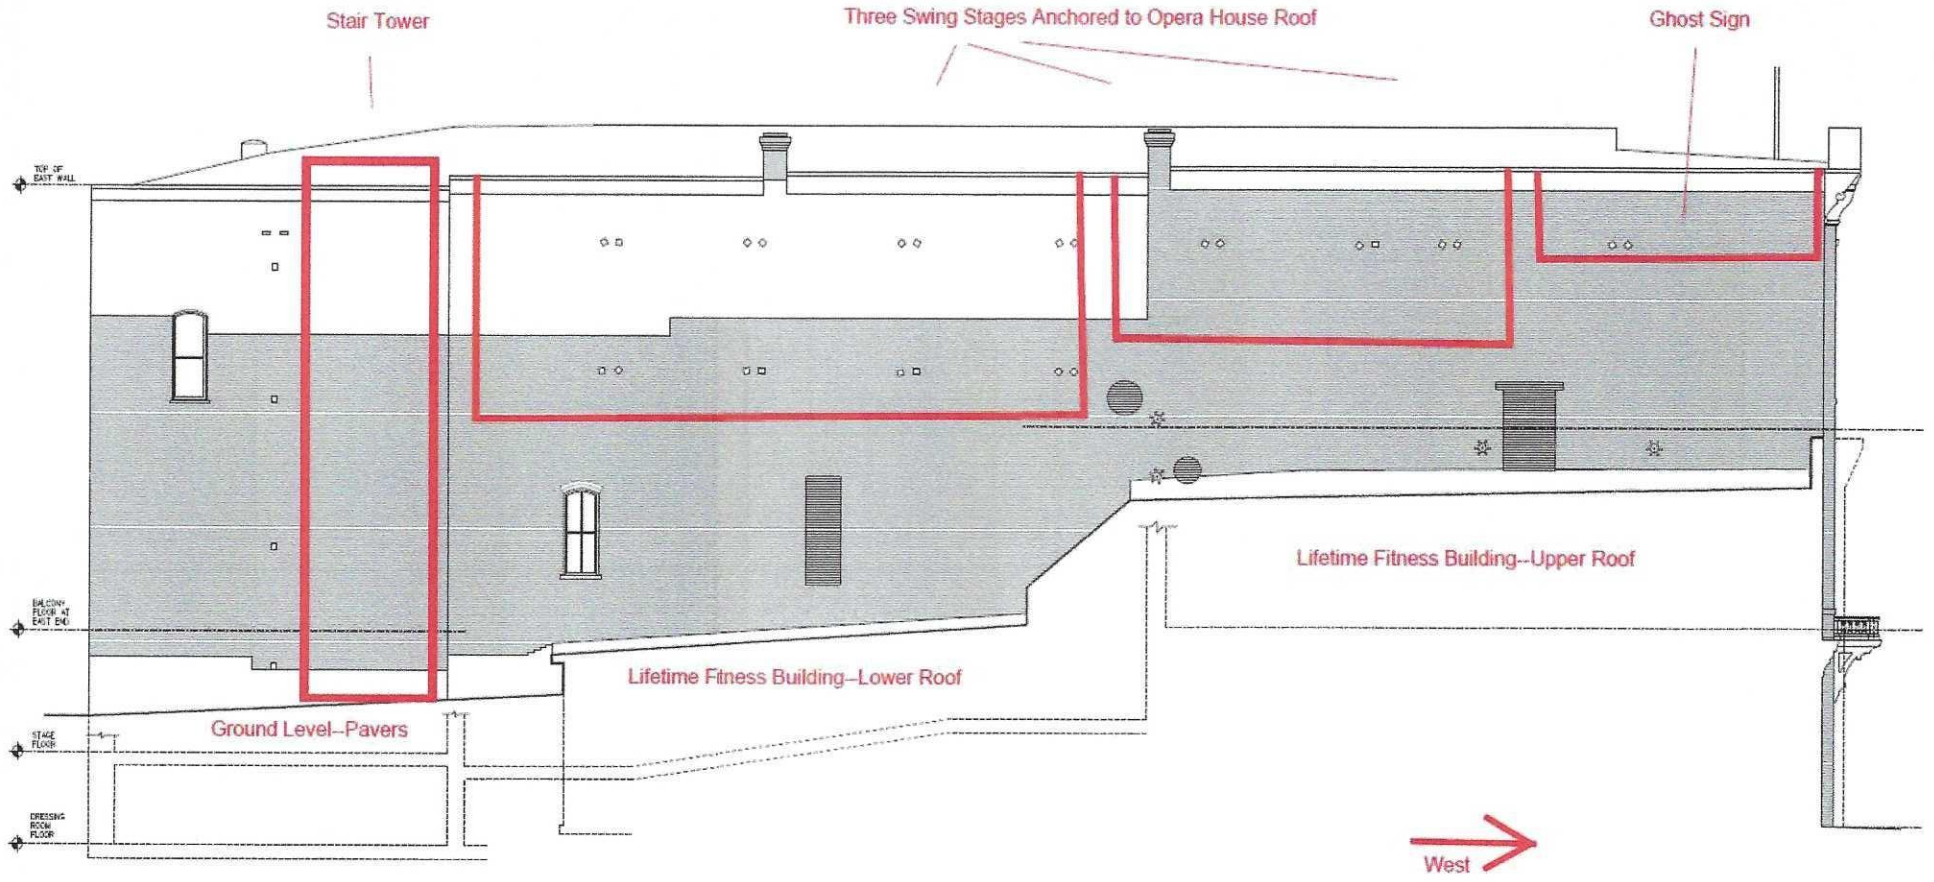 Stair Tower
Three Swing Stages Anchored to Opera House Roof
Ghost Sign
TOP OF
EAST WALL
BALCONY
FLOOR AT
EAST END
Lifetime Fitness Building--Upper Roof
Lifetime Fitness Building--Lower Roof
Ground Level--Pavers
STAGE
FLOOR
DRESSING
ROOM
FLOOR
West